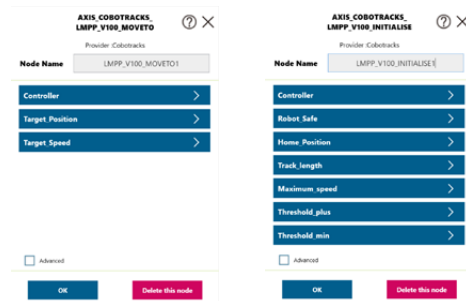 AXIS_COBOTRACKS_
LMPP_V100_MOVETO
Provider :Cobotracks
Node Name
LMPP_V100_MOVETO1
Controller
Target_Position
Target_Speed
Advanced
OK
Delete this node
AXIS_COBOTRACKS_
LMPP_V100_INITIALISE
Provider :Cobotracks
Node Name
LMPP_V100_INITIALISE1
Controller
Robot_Safe
Home_Position
Track_length
Maximum_speed
Threshold_plus
Threshold_min
Advanced
OK
Delete this node